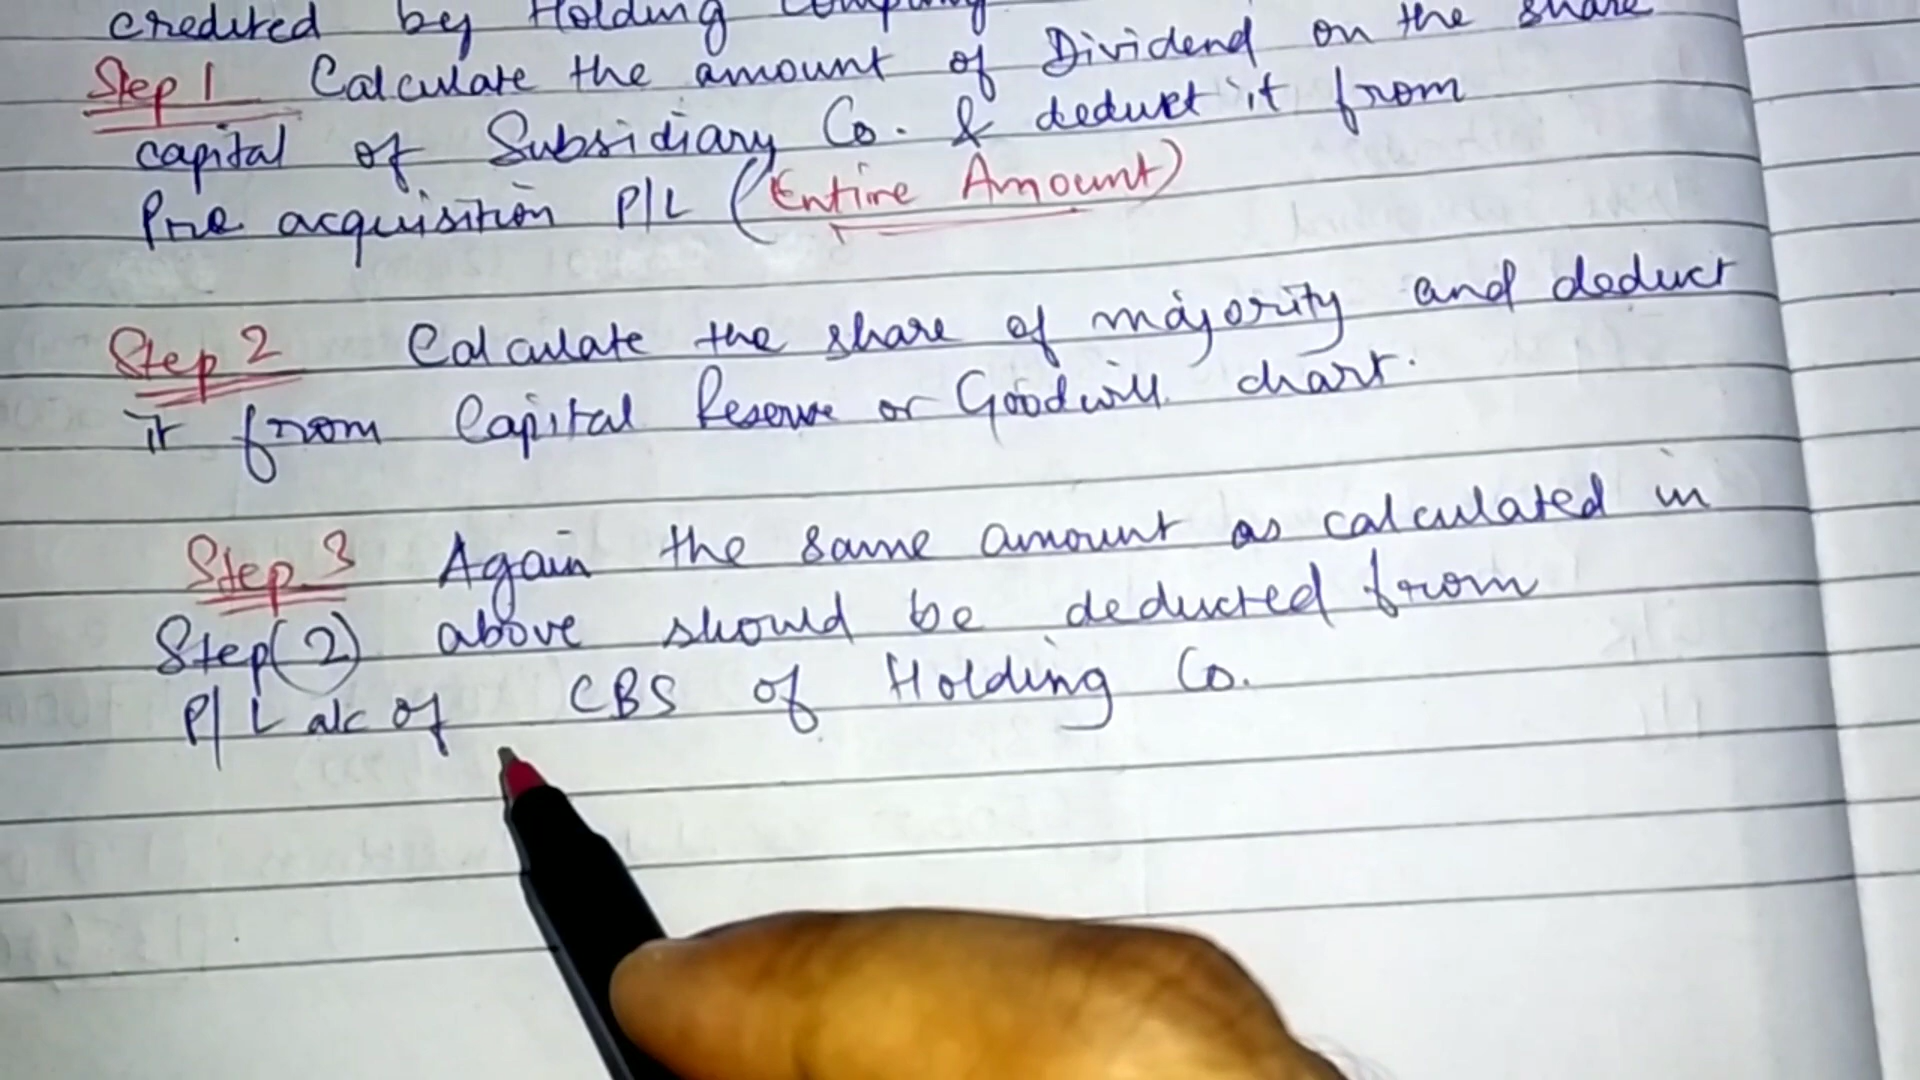 credited by Holding Company
Step 1 Calculate the amount of Dividend on the share
capital of Subsidiary Co. & deduct it from
Pre acquisition P/L (Entire Amount)
Step 2 Calculate the share of majority and deduct
it from Capital Reserve or Goodwill chart.
Step 3 Again the same amount as calculated in
Step(2) above should be deducted from
P/L a/c of CBS of Holding Co.